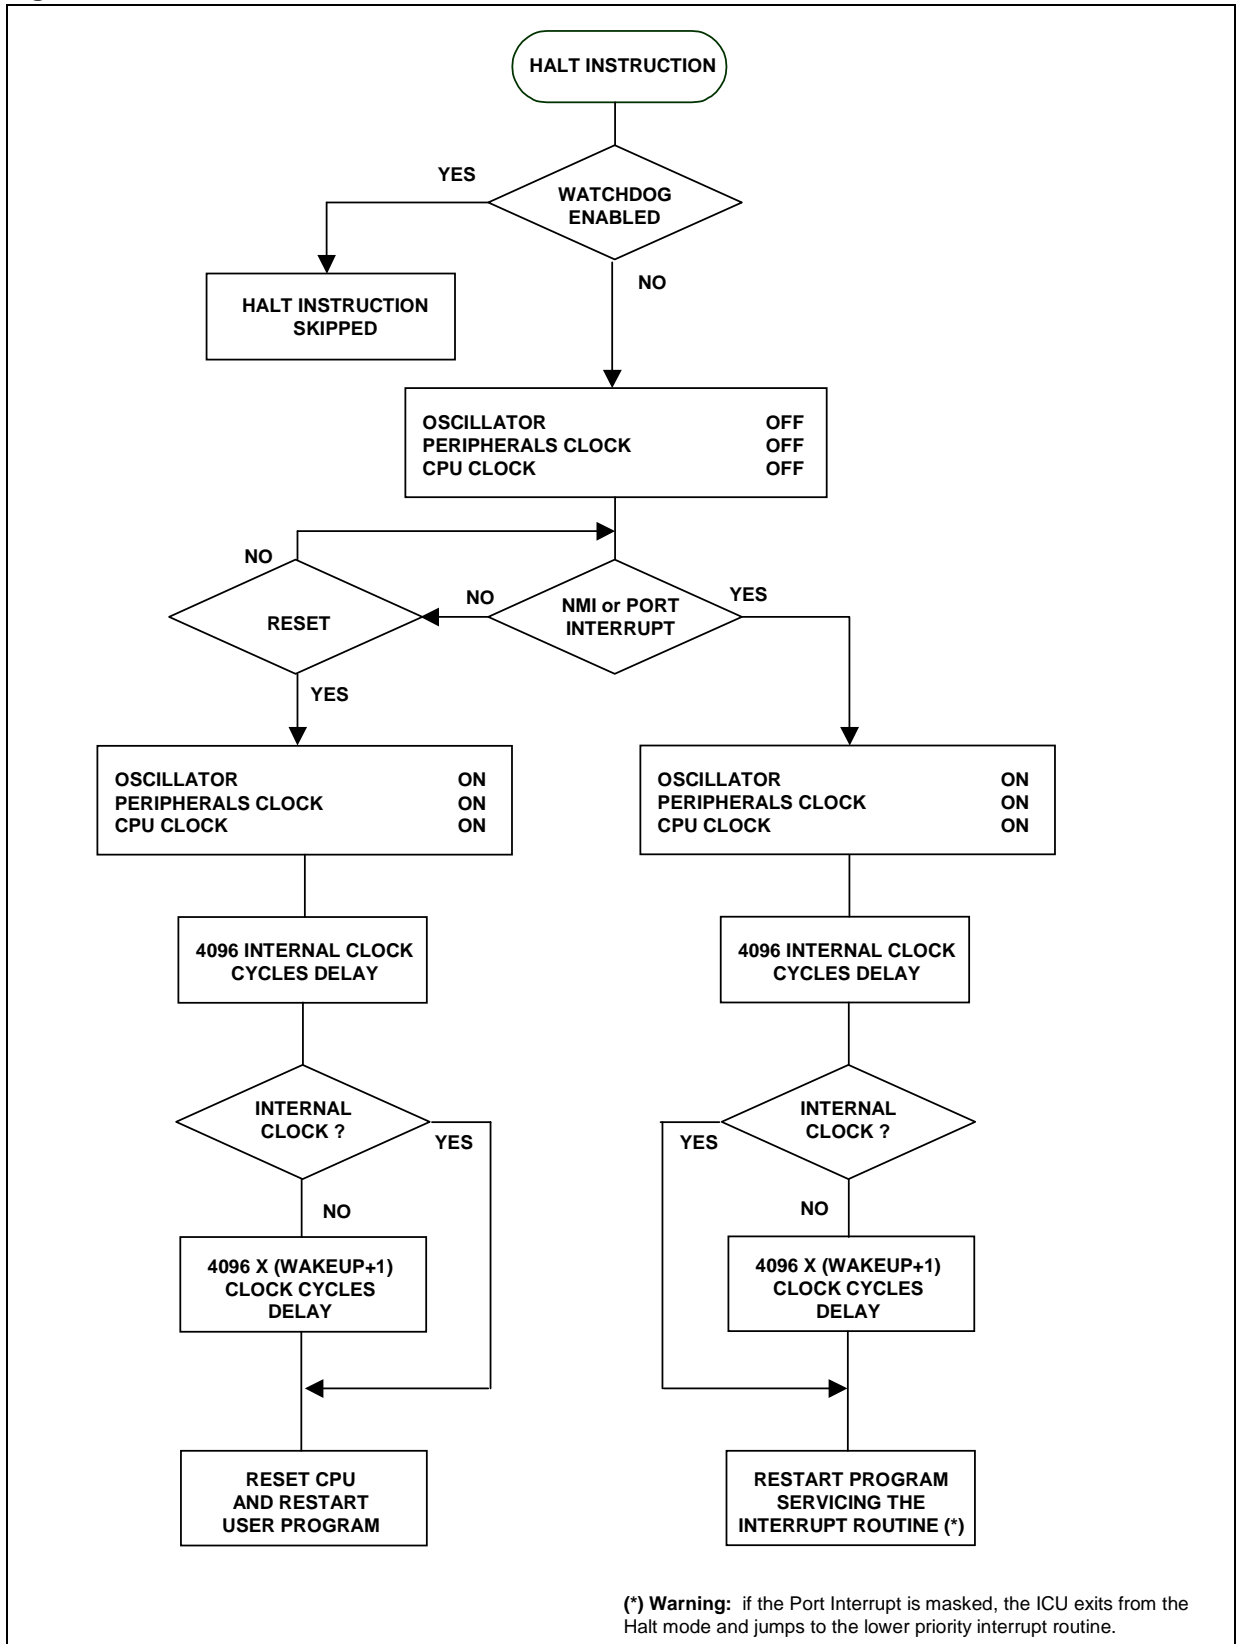 HALT INSTRUCTION
YES
WATCHDOG
ENABLED
NO
HALT INSTRUCTION
SKIPPED
OSCILLATOR OFF
PERIPHERALS CLOCK OFF
CPU CLOCK OFF
NO
RESET
NO
NMI or PORT
INTERRUPT
YES
YES
OSCILLATOR ON
PERIPHERALS CLOCK ON
CPU CLOCK ON
OSCILLATOR ON
PERIPHERALS CLOCK ON
CPU CLOCK ON
4096 INTERNAL CLOCK
CYCLES DELAY
4096 INTERNAL CLOCK
CYCLES DELAY
INTERNAL
CLOCK ?
YES
INTERNAL
CLOCK ?
YES
NO
NO
4096 X (WAKEUP+1)
CLOCK CYCLES
DELAY
4096 X (WAKEUP+1)
CLOCK CYCLES
DELAY
RESET CPU
AND RESTART
USER PROGRAM
RESTART PROGRAM
SERVICING THE
INTERRUPT ROUTINE (*)
(*) Warning: if the Port Interrupt is masked, the ICU exits from the
Halt mode and jumps to the lower priority interrupt routine.